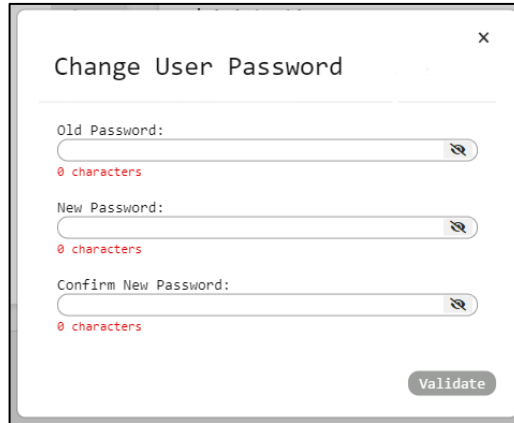 ×
Change User Password
Old Password:
0 characters
New Password:
0 characters
Confirm New Password:
0 characters
Validate